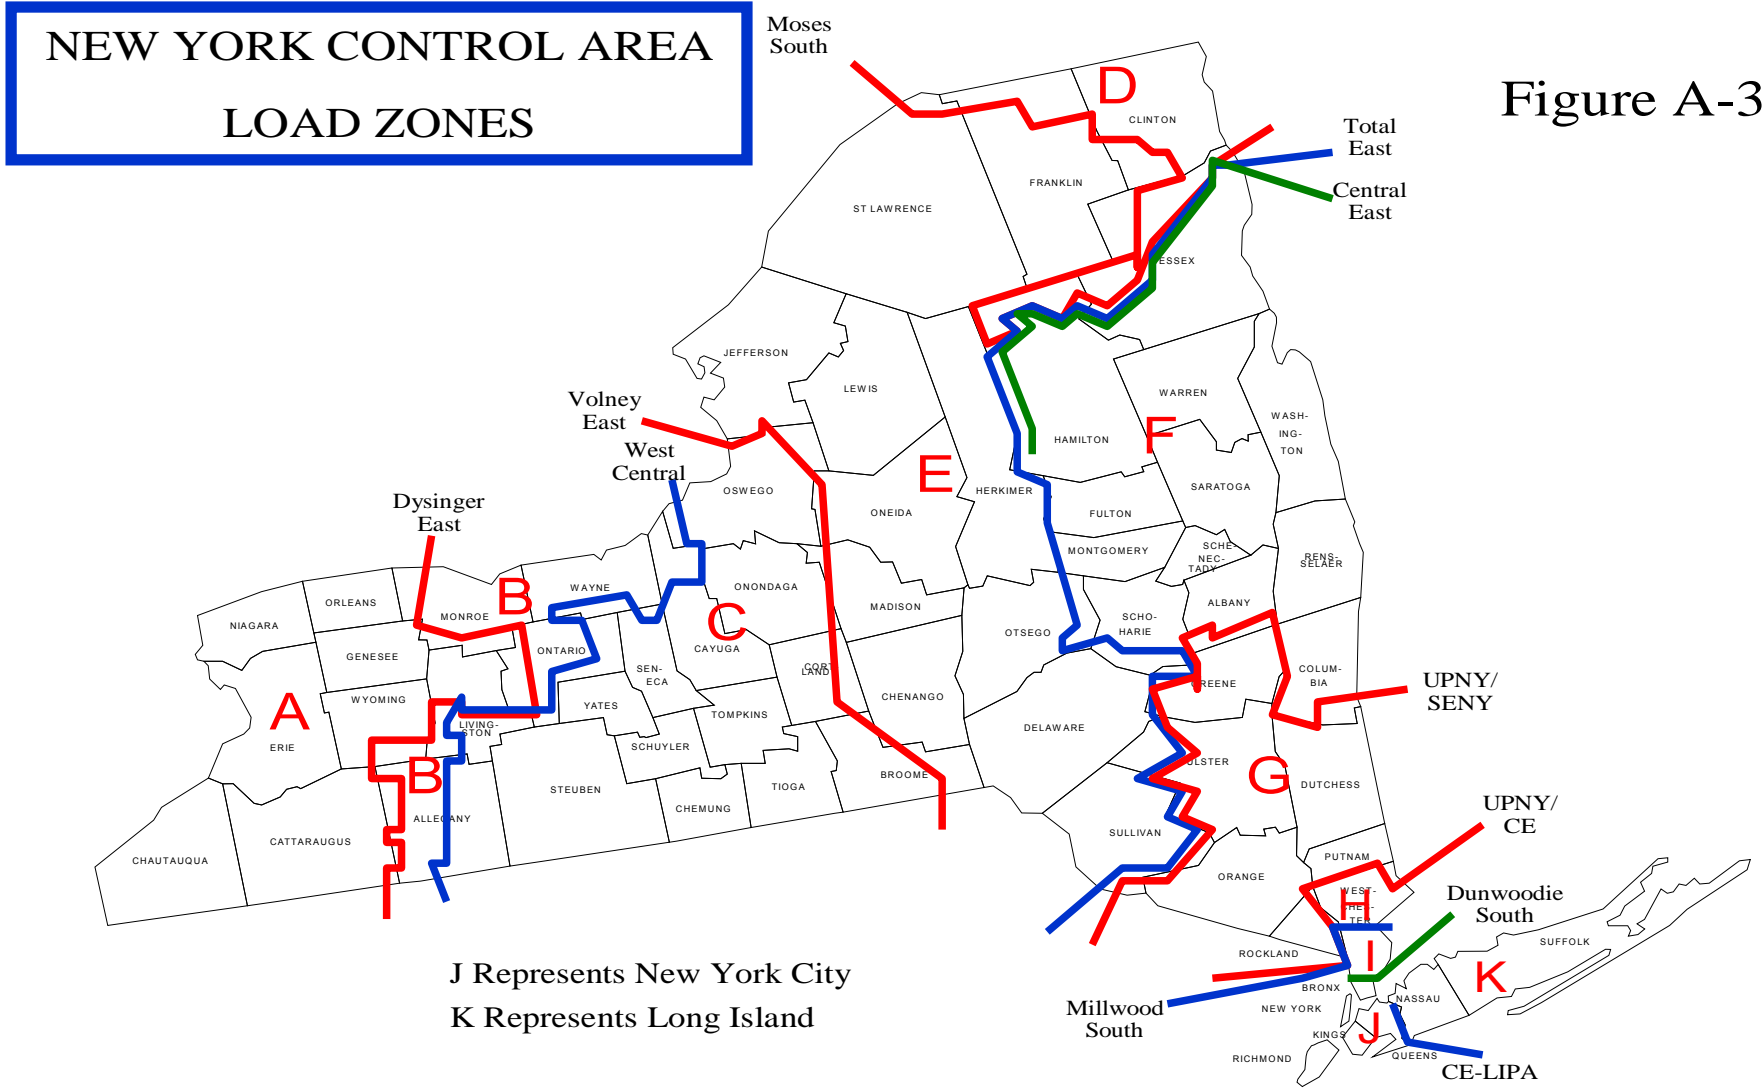 NEW YORK CONTROL AREA
LOAD ZONES
Figure A-3
Moses
South
D
CLINTON
Total
East
FRANKLIN
Central
East
ST LAWRENCE
ESSEX
JEFFERSON
LEWIS
WARREN
Volney
East
WASH-
ING-
TON
HAMILTON
F
West
Central
E
OSWEGO
HERKIMER
SARATOGA
ONEIDA
FULTON
Dysinger
East
MONTGOMERY
SCHE-
NEC-
TADY
RENS-
SELAER
WAYNE
ONONDAGA
B
ORLEANS
MONROE
MADISON
ALBANY
NIAGARA
C
SCHO-
HARIE
OTSEGO
GENESEE
ONTARIO
CAYUGA
SEN-
ECA
CORT
LAND
COLUM-
BIA
UPNY/
SENY
GREENE
WYOMING
CHENANGO
A
YATES
TOMPKINS
LIVING-
STON
DELAWARE
ERIE
SCHUYLER
B
ULSTER
G
BROOME
STEUBEN
TIOGA
DUTCHESS
CHEMUNG
UPNY/
CE
ALLEGANY
SULLIVAN
CATTARAUGUS
CHAUTAUQUA
PUTNAM
ORANGE
WEST-
CHES-
TER
H
Dunwoodie
South
SUFFOLK
ROCKLAND
I
K
J Represents New York City
K Represents Long Island
BRONX
NASSAU
Millwood
South
NEW YORK
KINGS
J
QUEENS
RICHMOND
CE-LIPA